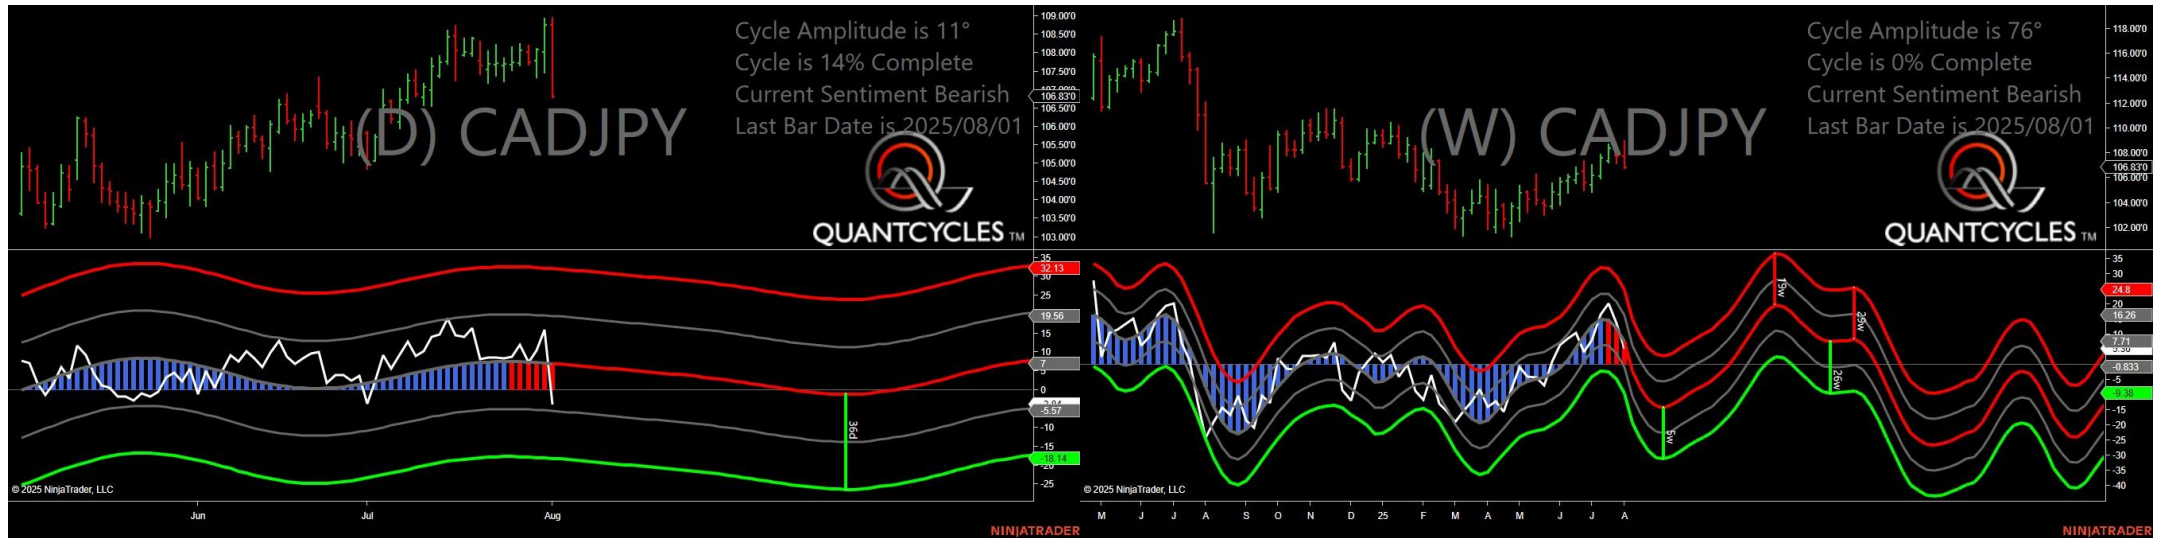 Cycle Amplitude is 11°
Cycle is 14% Complete
Current Sentiment Bearish
Last Bar Date is 2025/08/01
(D) CADJPY
QUANTCYCLES TM
109.00'0
108.50'0
108.00'0
107.50'0
106.83'0
106.50'0
106.00'0
105.50'0
105.00'0
104.50'0
104.00'0
103.50'0
103.00'0
35
32.13
30
25
19.56
15
10
7
5
0
-5.57
-10
-15
-18.14
-20
-25
36d
© 2025 NinjaTrader, LLC
Jun
Jul
Aug
NINJATRADER
Cycle Amplitude is 76°
Cycle is 0% Complete
Current Sentiment Bearish
Last Bar Date is 2025/08/01
(W) CADJPY
QUANTCYCLES TM
118.00'0
116.00'0
114.00'0
112.00'0
110.00'0
108.00'0
106.83'0
106.00'0
104.00'0
102.00'0
35
30
24.8
20
16.26
7.71
-0.833
-5
-9.38
-15
-20
-25
-30
-35
-40
19w
29w
26w
5w
© 2025 NinjaTrader, LLC
M
J
J
A
S
O
N
D
25
F
M
A
M
J
J
A
NINJATRADER